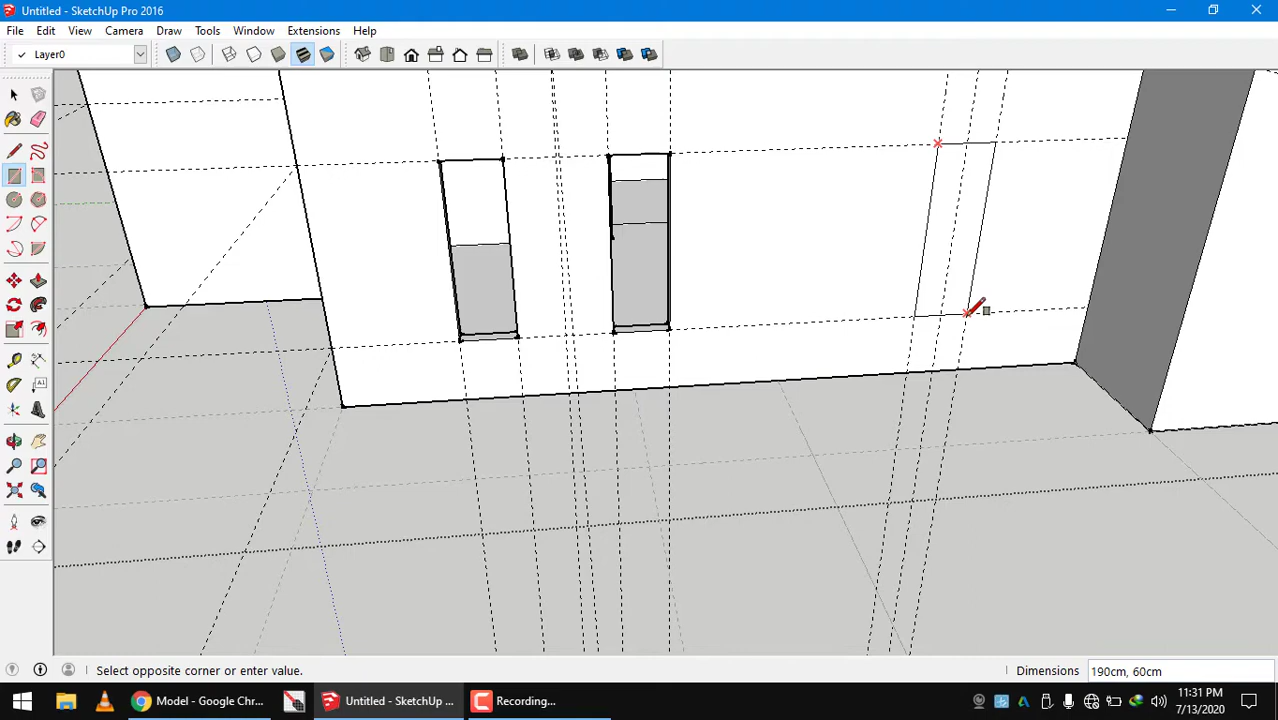 Untitled - SketchUp Pro 2016
File Edit View Camera Draw Tools Window Extensions Help
Layer0
A1
Select opposite corner or enter value.
Dimensions 190cm, 60cm
Model - Google Chr...
Untitled - SketchUp ...
Recording...
11:31 PM
7/13/2020